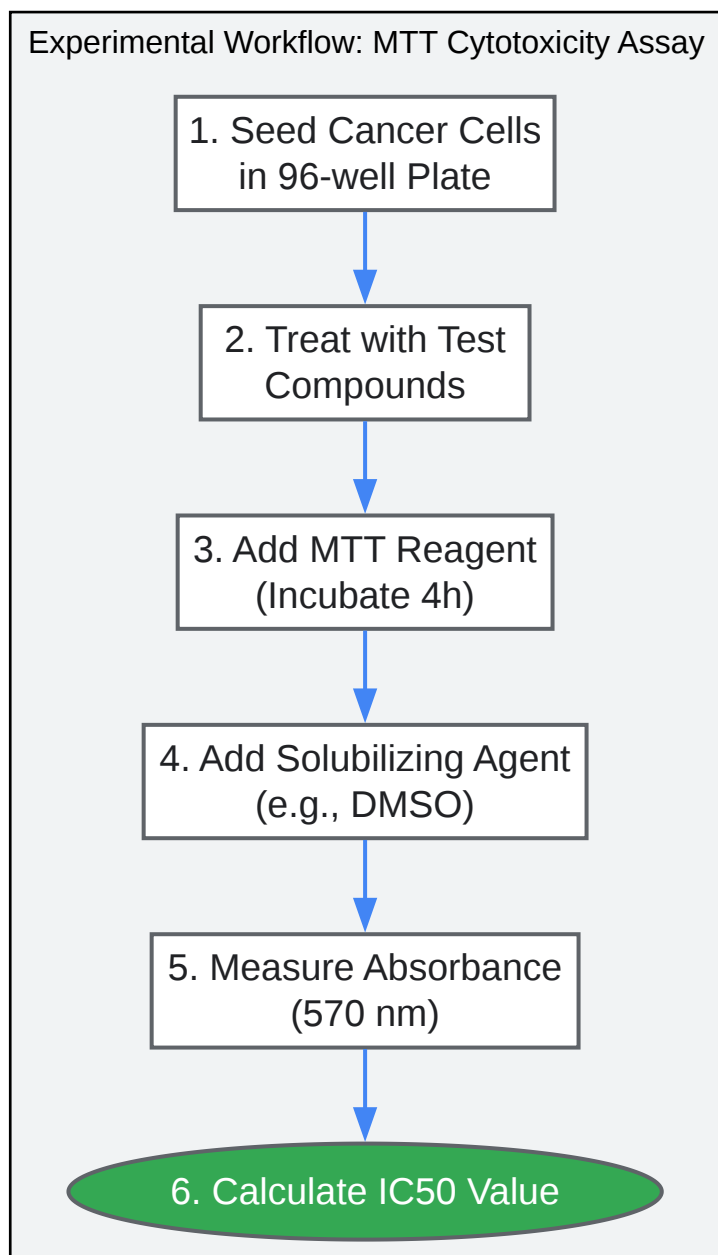 Experimental Workflow: MTT Cytotoxicity Assay
1. Seed Cancer Cells
in 96-well Plate
2. Treat with Test
Compounds
3. Add MTT Reagent
(Incubate 4h)
4. Add Solubilizing Agent
(e.g., DMSO)
5. Measure Absorbance
(570 nm)
6. Calculate IC50 Value